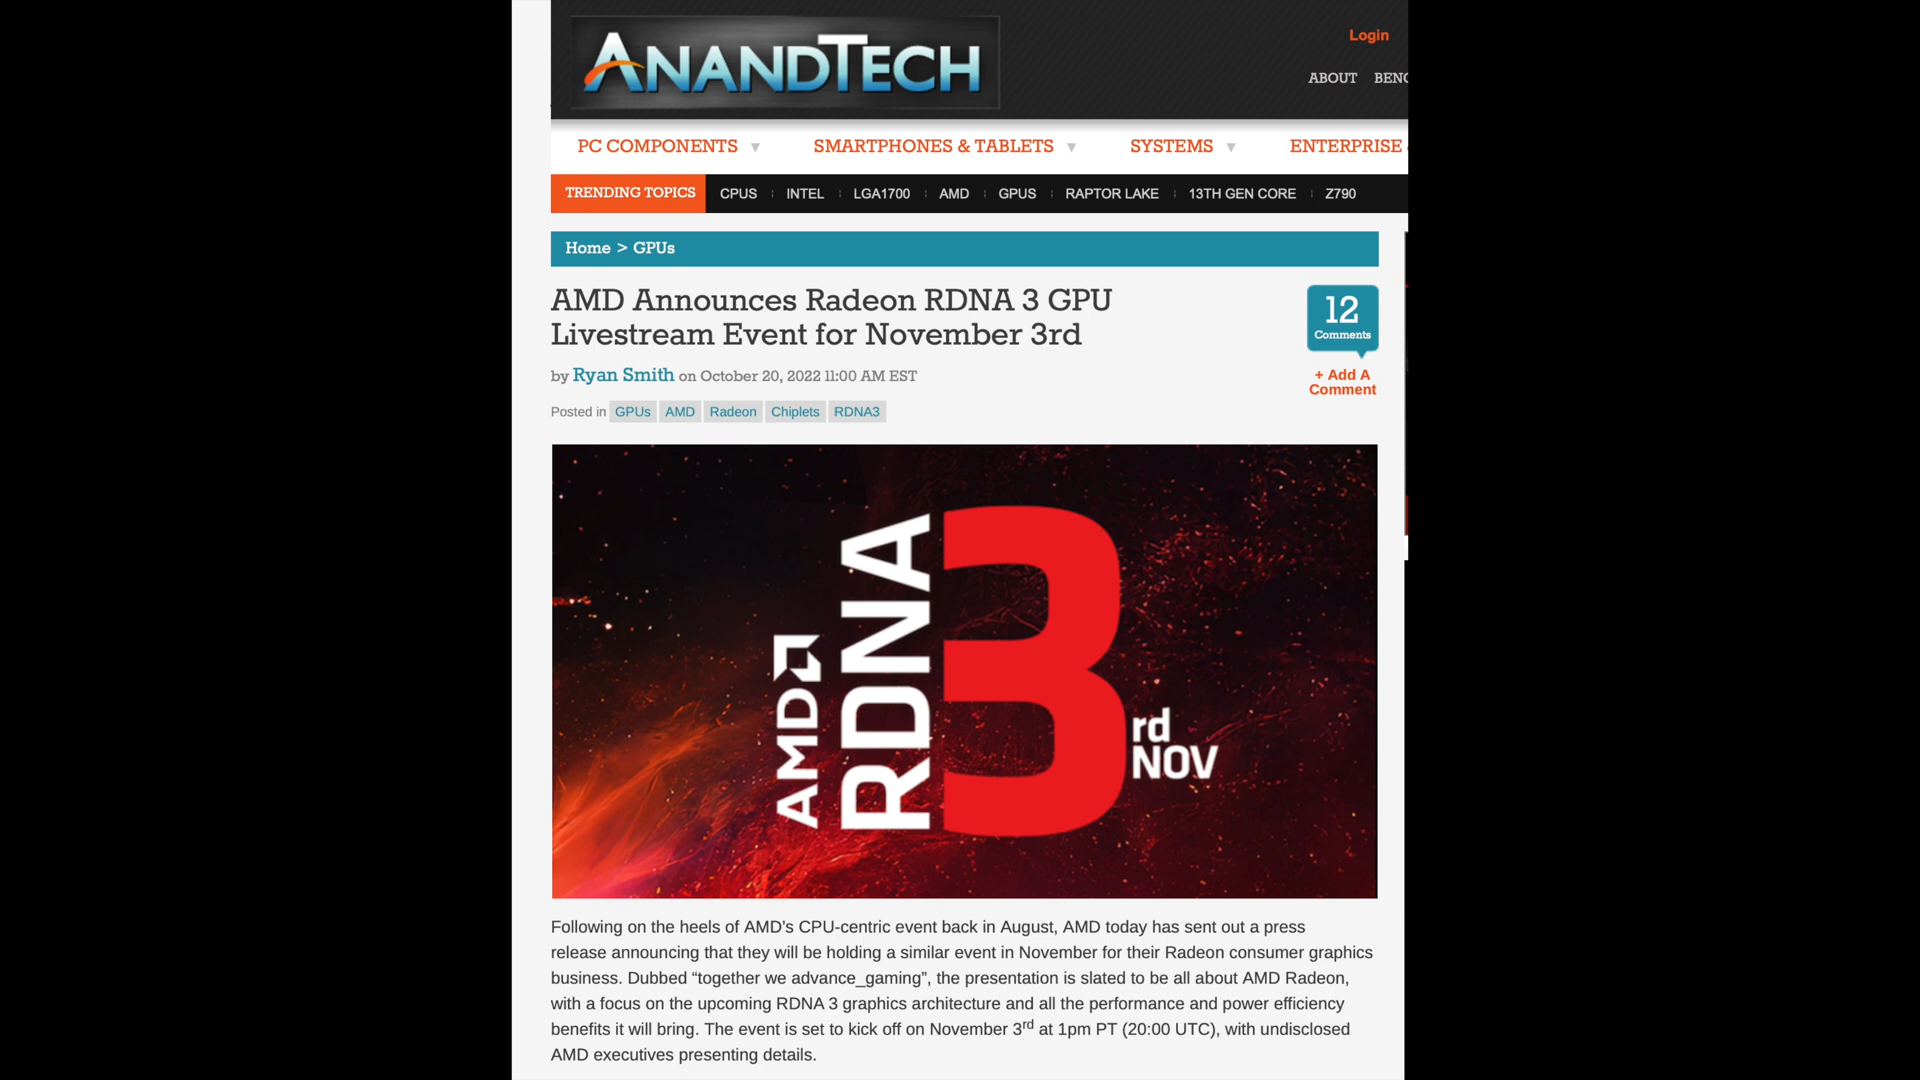 ANANDTECH
Login
ABOUT BENC
PC COMPONENTS SMARTPHONES & TABLETS SYSTEMS ENTERPRISE
TRENDING TOPICS CPUS INTEL LGA1700 AMD GPUS RAPTOR LAKE 13TH GEN CORE Z790
Home > GPUs
AMD Announces Radeon RDNA 3 GPU
Livestream Event for November 3rd
12
Comments
by Ryan Smith on October 20, 2022 11:00 AM EST
+ Add A
Comment
Posted in GPUs AMD Radeon Chiplets RDNA3
AMD
RDNA
3
rd
NOV
Following on the heels of AMD's CPU-centric event back in August, AMD today has sent out a press
release announcing that they will be holding a similar event in November for their Radeon consumer graphics
business. Dubbed “together we advance_gaming”, the presentation is slated to be all about AMD Radeon,
with a focus on the upcoming RDNA 3 graphics architecture and all the performance and power efficiency
benefits it will bring. The event is set to kick off on November 3rd at 1pm PT (20:00 UTC), with undisclosed
AMD executives presenting details.